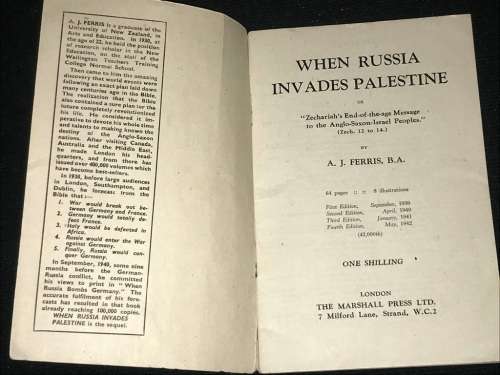 A. J. FERRIS is a graduate of the
University of New Zealand, in
Arts and Education. In 1930, at
the age of 22, he held the position
of research scholar in the New
Education, on the staff of the
Wellington Teachers Training
College Normal School.
Then came to him the amazing
discovery that world events were
following an exact plan laid down
many centuries ago in the Bible.
The realization that the Bible
also contained a sure plan for the
future completely revolutionized
his life. He considered it im-
perative to devote his whole time
and talents to making known the
destiny of the Anglo-Saxon
nations. After visiting Canada,
Australia and the Middle East,
he made London his head-
quarters, and from there has
issued over 400,000 volumes which
have become best-sellers.
In 1938, before large audiences
in London, Southampton, and
Dublin, he forecast from the
Bible that :—
1. War would break out be-
tween Germany and France.
2. Germany would totally de-
feat France.
3. Italy would be defeated in
Africa.
4. Russia would enter the War
against Germany.
5. Finally, Russia would con-
quer Germany.
In September, 1940, some nine
months before the German-
Russia conflict, he committed
his views to print in "When
Russia Bombs Germany." The
accurate fulfilment of his fore-
casts has resulted in that book
already reaching 100,000 copies.
WHEN RUSSIA INVADES
PALESTINE is the sequel.
WHEN RUSSIA
INVADES PALESTINE
OR
"Zechariah's End-of-the-age Message
to the Anglo-Saxon-Israel Peoples,"
(Zech. 12 to 14.)
BY
A. J. FERRIS, B.A.
64 pages :: :: 8 illustrations
First Edition, September, 1939
Second Edition, April, 1940
Third Edition, January, 1941
Fourth Edition, May, 1942
(42,000th)
ONE SHILLING
LONDON
THE MARSHALL PRESS LTD.
7 Milford Lane, Strand, W.C.2